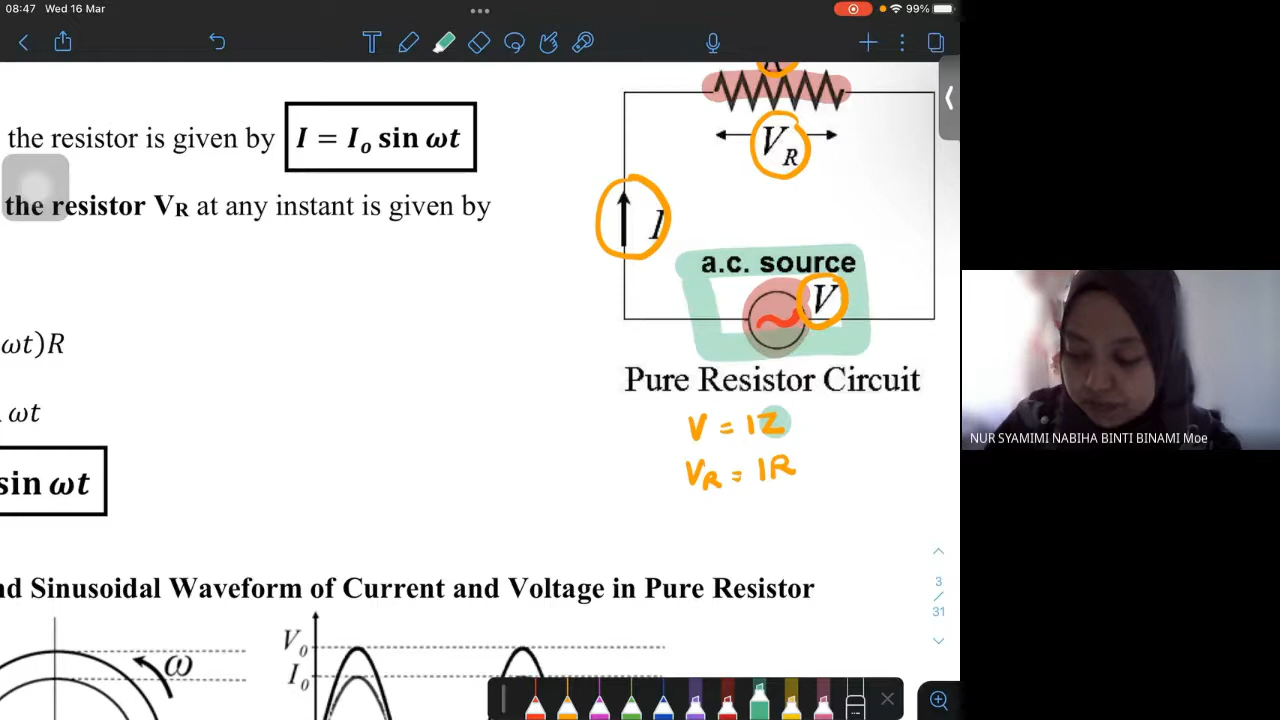 08:47 Wed 16 Mar
99%
the resistor is given by I = I₀ sin ωt
the resistor VR at any instant is given by
ωt)R
ωt
sin ωt
VR
I
a.c. source
V
Pure Resistor Circuit
V = IZ
VR = IR
nd Sinusoidal Waveform of Current and Voltage in Pure Resistor
ω
V₀
I₀
3
/
31
NUR SYAMIMI NABIHA BINTI BINAMI Moe